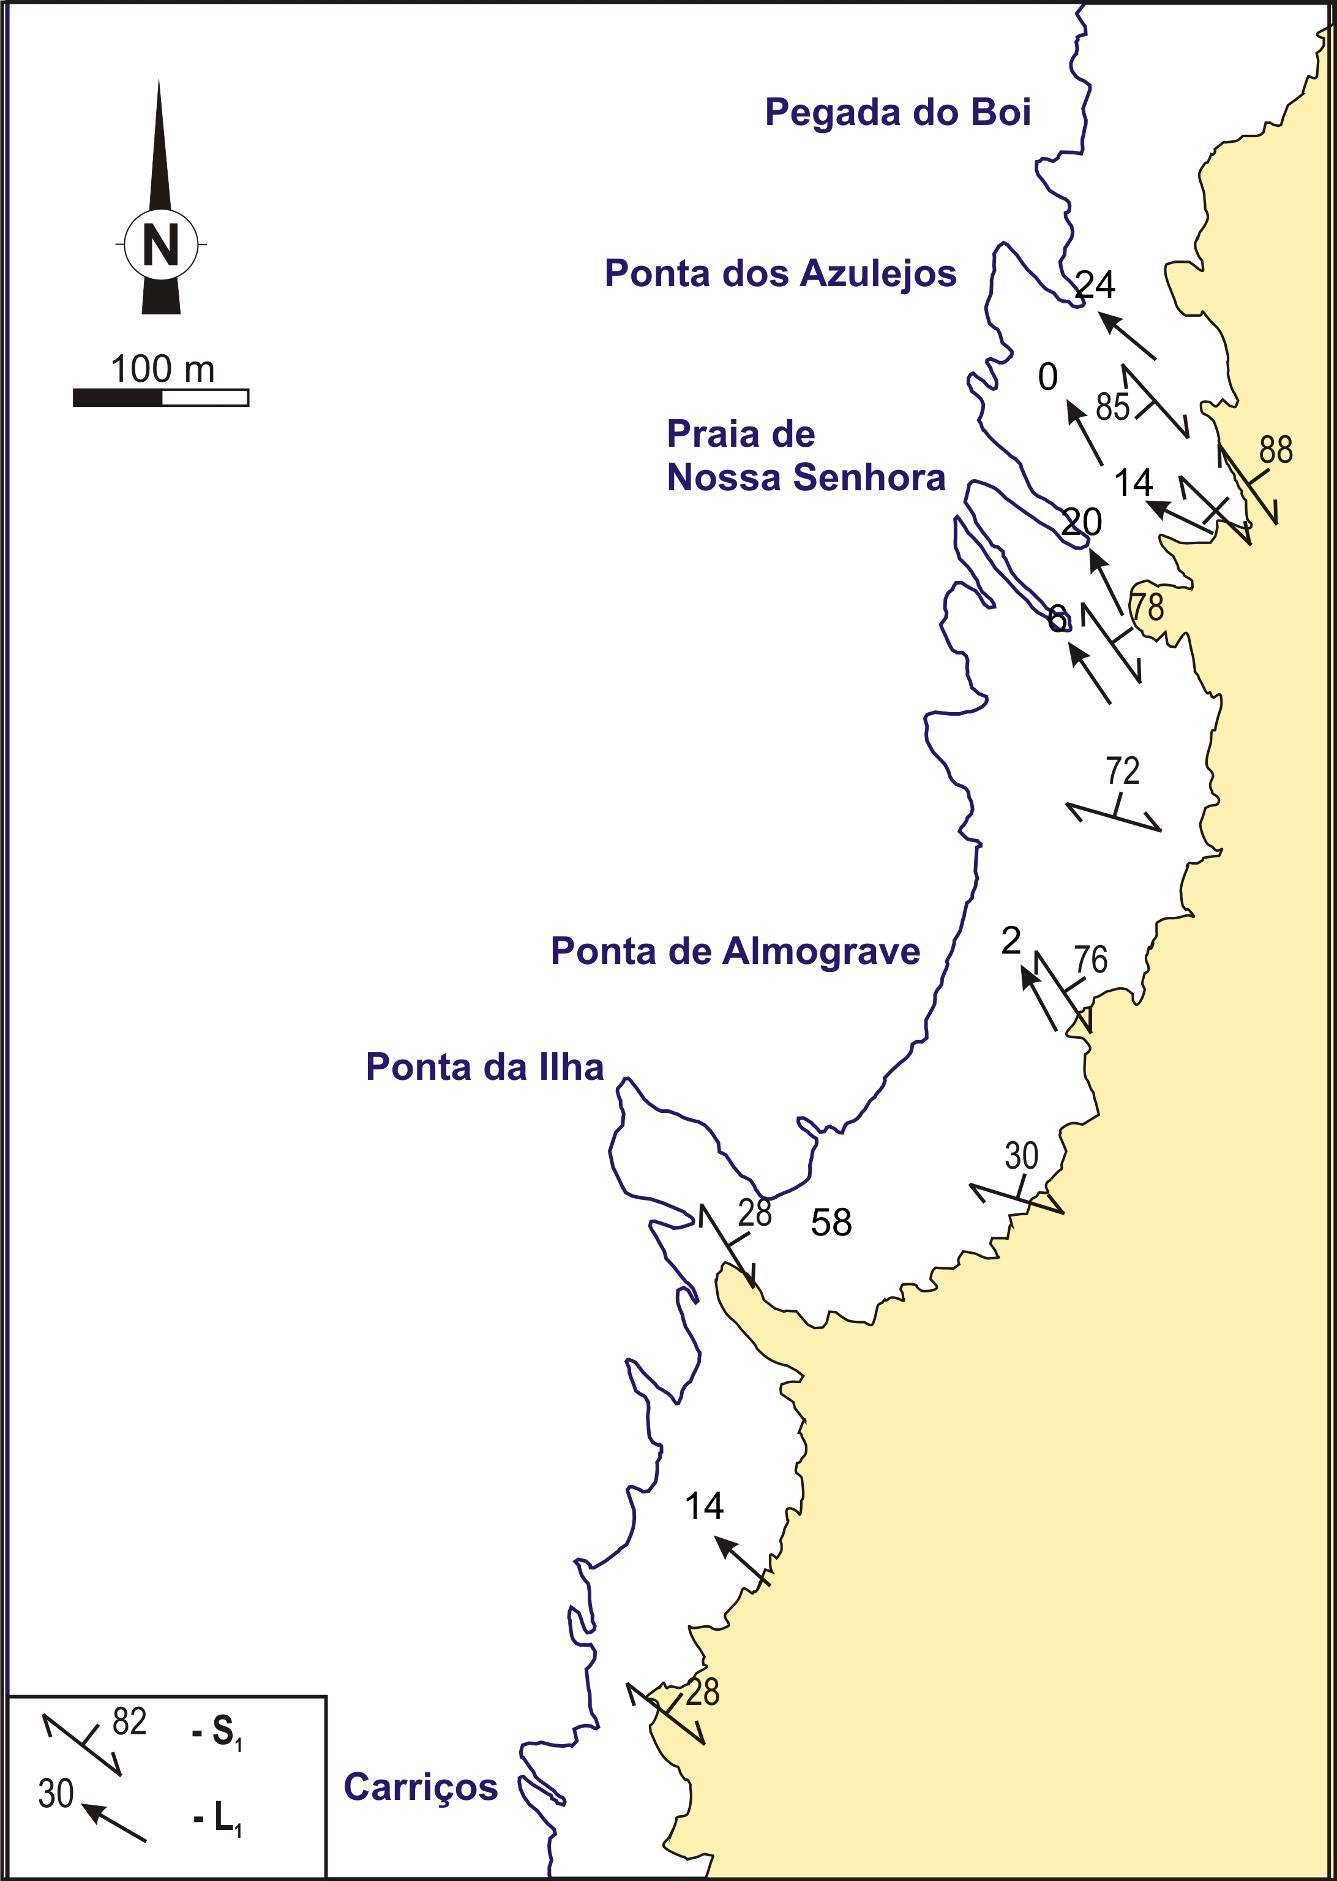 Pegada do Boi
N
Ponta dos Azulejos
24
100 m
0
85
Praia de
Nossa Senhora
88
14
20
78
6
72
Ponta de Almograve
2
76
Ponta da Ilha
30
28
58
14
28
82
- S1
30
- L1
Carriços